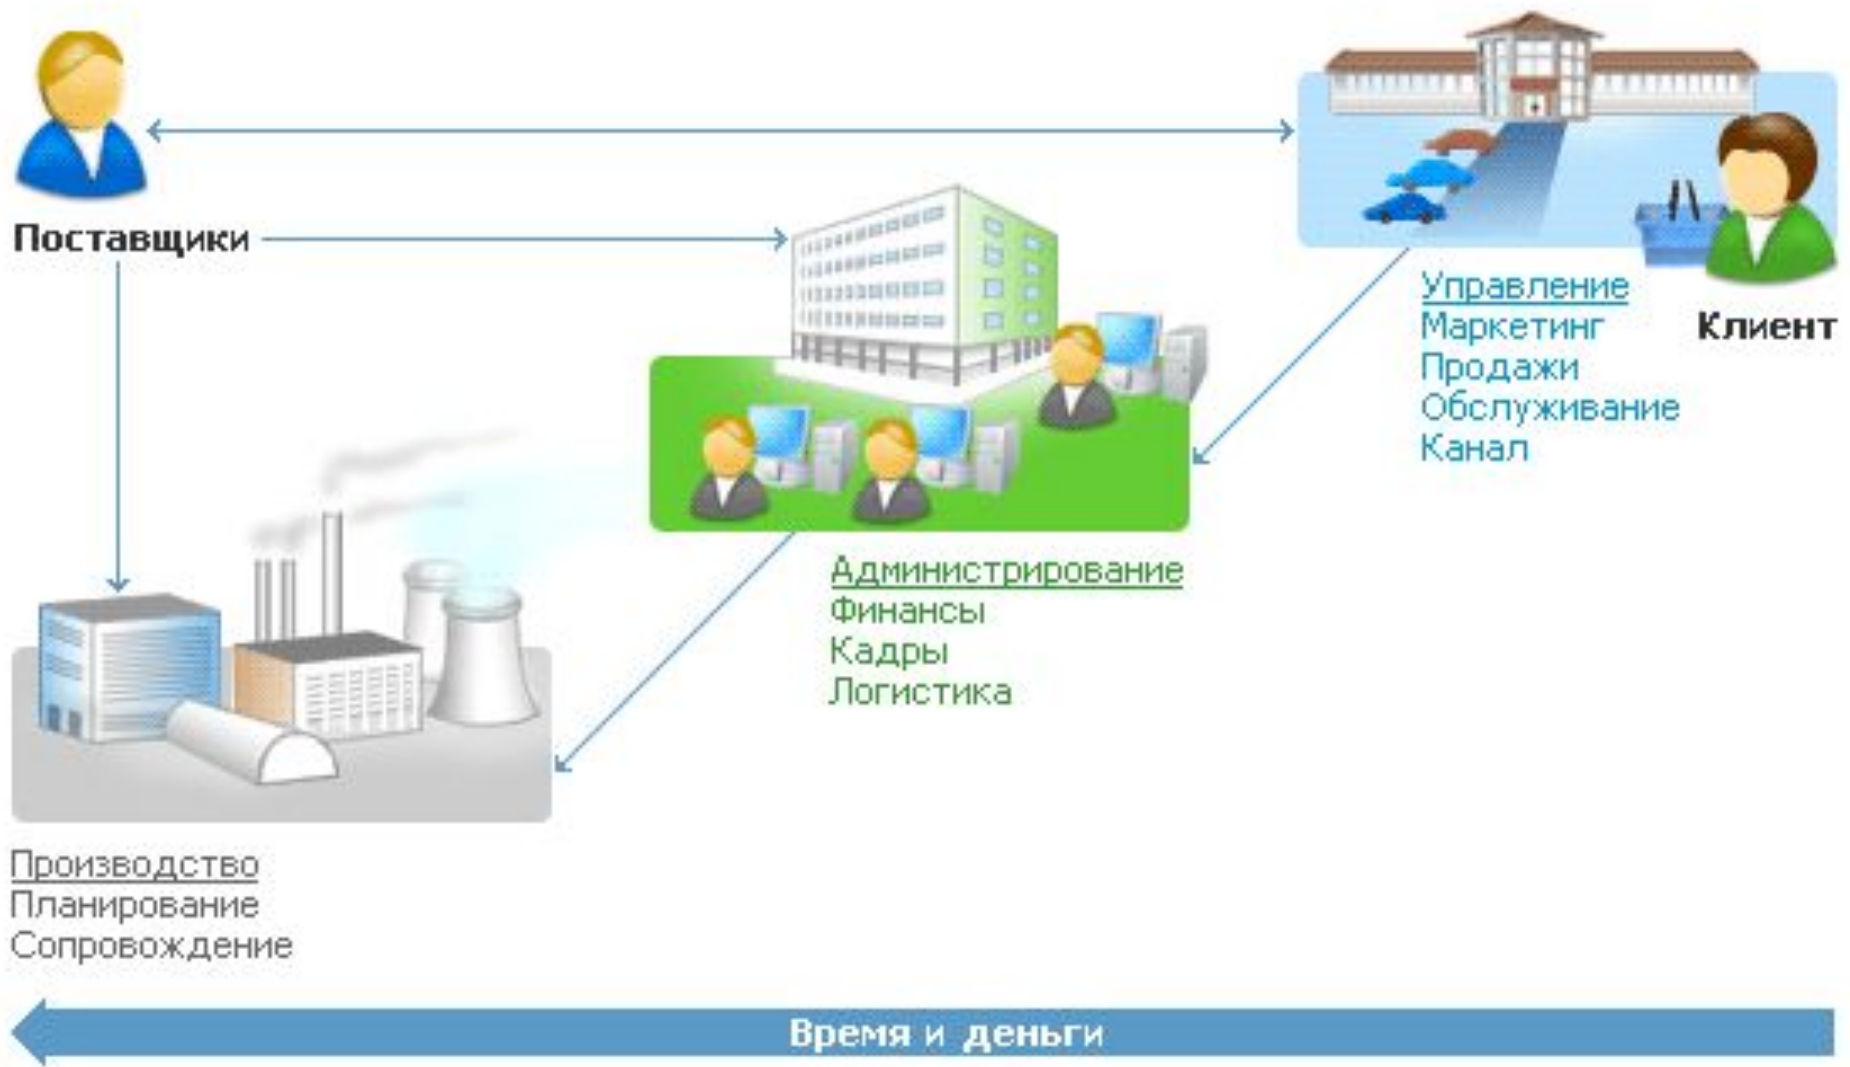 Поставщики
Управление
Маркетинг
Продажи
Обслуживание
Канал
Клиент
Администрирование
Финансы
Кадры
Логистика
Производство
Планирование
Сопровождение
Время и деньги